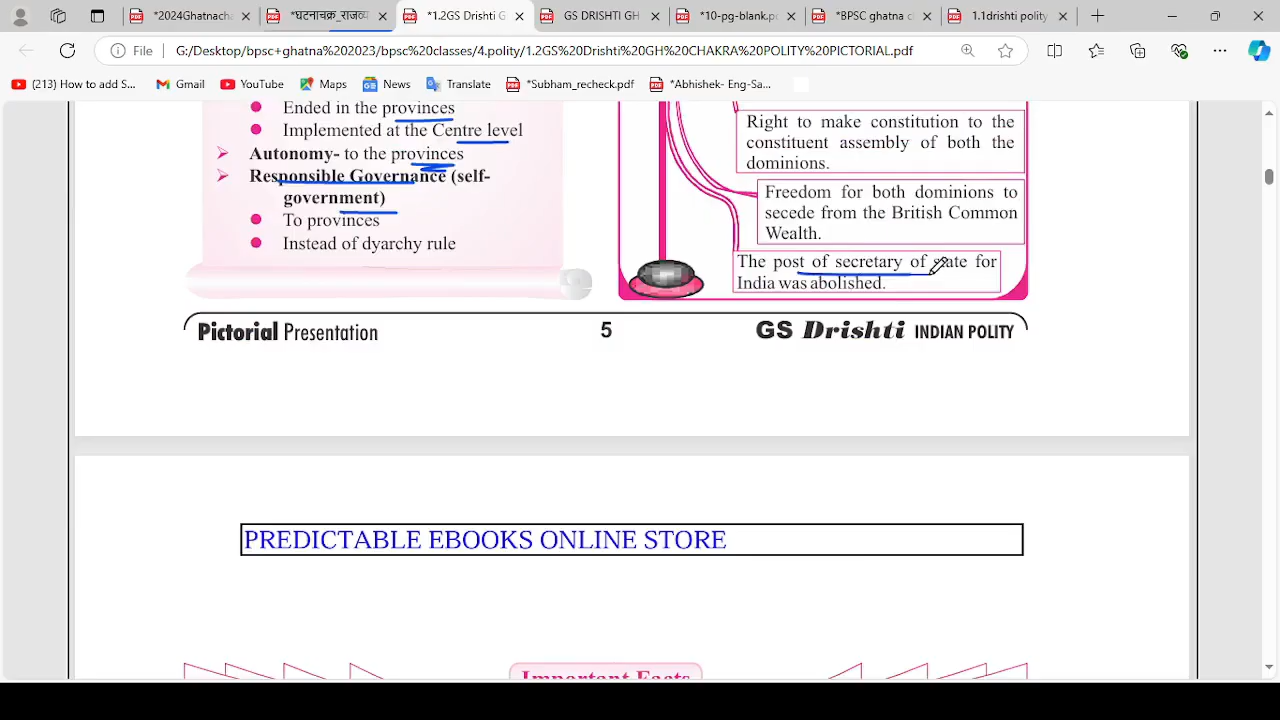 *2024Ghatnacha
*घटनाचक्र_राजव्य
*1.2GS Drishti G
GS DRISHTI GH
*10-pg-blank.pd
*BPSC ghatna c
1.1drishti polity
File
G:/Desktop/bpsc+ghatna%202023/bpsc%20classes/4.polity/1.2GS%20Drishti%20GH%20CHAKRA%20POLITY%20PICTORIAL.pdf
(213) How to add S...
Gmail
YouTube
Maps
News
Translate
*Subham_recheck.pdf
*Abhishek- Eng-Sa...
Ended in the provinces
Implemented at the Centre level
Autonomy- to the provinces
Responsible Governance (self-
government)
To provinces
Instead of dyarchy rule
Right to make constitution to the
constituent assembly of both the
dominions.
Freedom for both dominions to
secede from the British Common
Wealth.
The post of secretary of state for
India was abolished.
Pictorial Presentation
5
GS Drishti INDIAN POLITY
PREDICTABLE EBOOKS ONLINE STORE
Important Facts